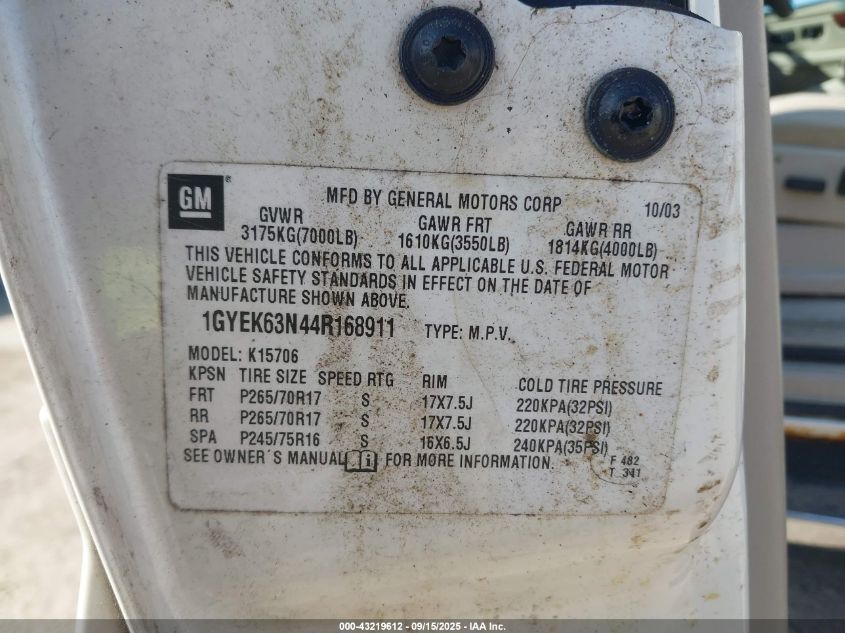 GM ®
MFD BY GENERAL MOTORS CORP 10/03
GVWR GAWR FRT GAWR RR
3175KG(7000LB) 1610KG(3550LB) 1814KG(4000LB)
THIS VEHICLE CONFORMS TO ALL APPLICABLE U.S. FEDERAL MOTOR
VEHICLE SAFETY STANDARDS IN EFFECT ON THE DATE OF
MANUFACTURE SHOWN ABOVE.
1GYEK63N44R168911 TYPE: M.P.V.
MODEL: K15706
KPSN TIRE SIZE SPEED RTG RIM COLD TIRE PRESSURE
FRT P265/70R17 S 17X7.5J 220KPA(32PSI)
RR P265/70R17 S 17X7.5J 220KPA(32PSI)
SPA P245/75R16 S 16X6.5J 240KPA(35PSI)
SEE OWNER'S MANUAL i FOR MORE INFORMATION.
F 482
T 341
000-43219612 - 09/15/2025 - IAA Inc.